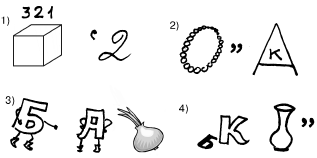 1) 321 ‘2
2) ,, А К
3) Б А
4) Б К ,,